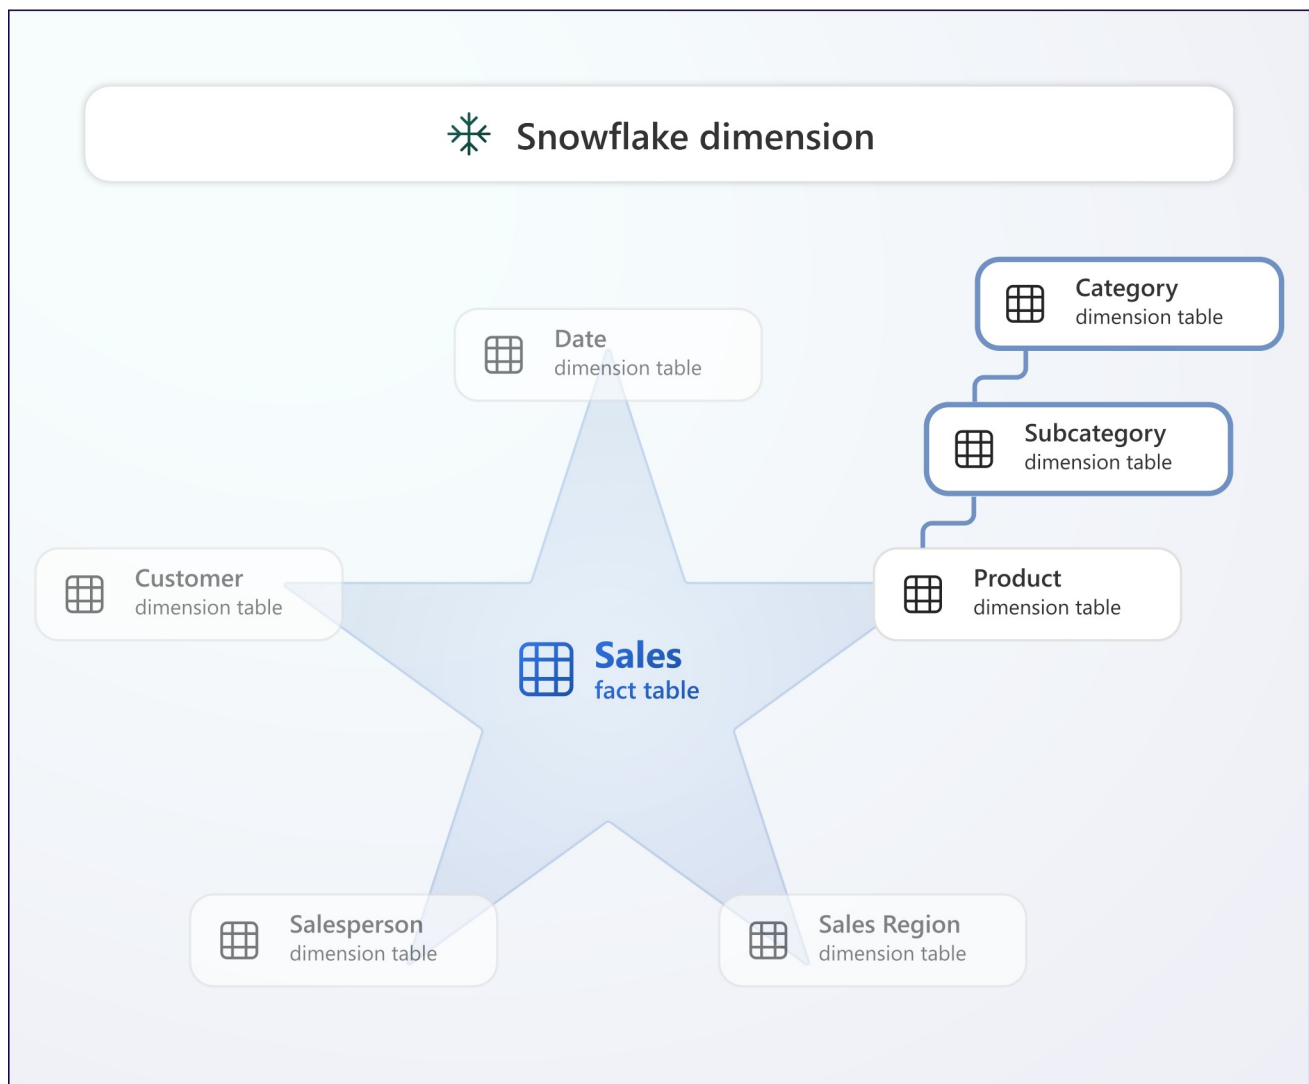 Snowflake dimension
Category
dimension table
Date
dimension table
Subcategory
dimension table
Customer
dimension table
Product
dimension table
Sales
fact table
Salesperson
dimension table
Sales Region
dimension table